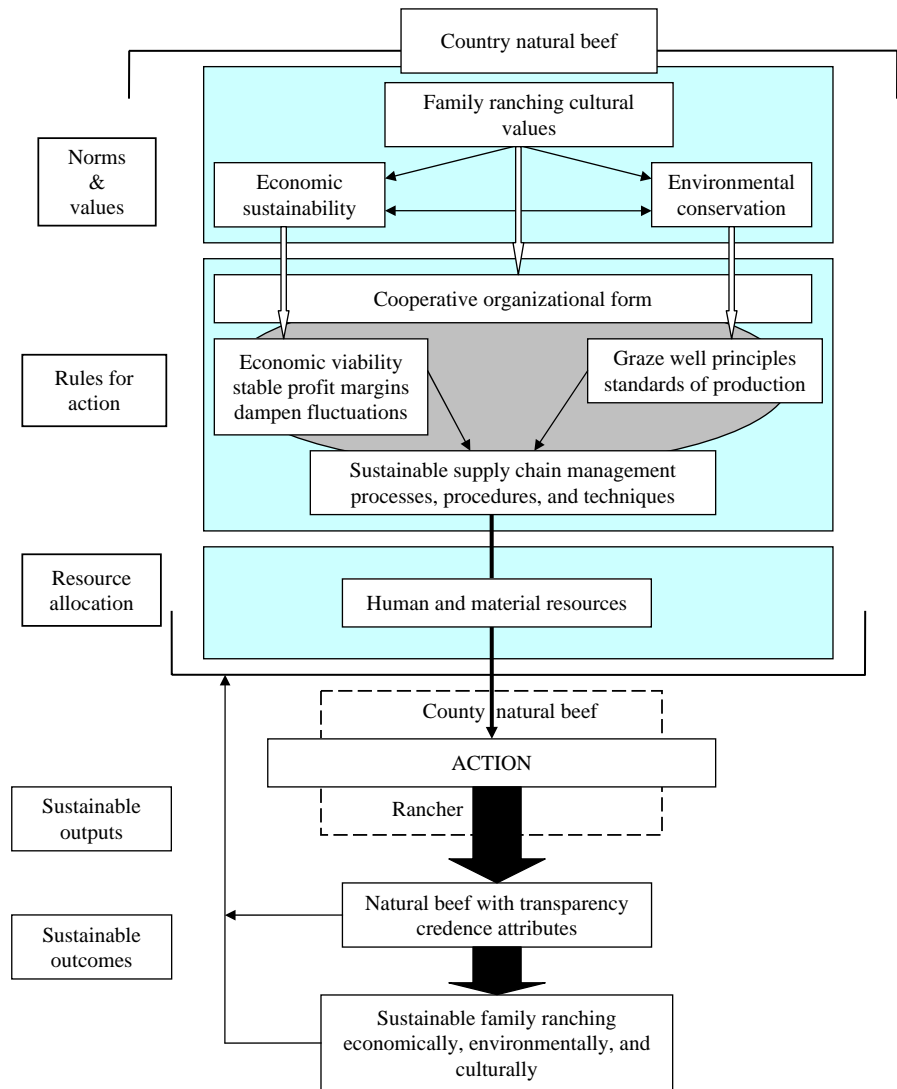 Country natural beef
Family ranching cultural
values
Norms
&
values
Economic
sustainability
Environmental
conservation
Cooperative organizational form
Rules for
action
Economic viability
stable profit margins
dampen fluctuations
Graze well principles
standards of production
Sustainable supply chain management
processes, procedures, and techniques
Resource
allocation
Human and material resources
County natural beef
ACTION
Rancher
Sustainable
outputs
Natural beef with transparency
credence attributes
Sustainable
outcomes
Sustainable family ranching
economically, environmentally, and
culturally